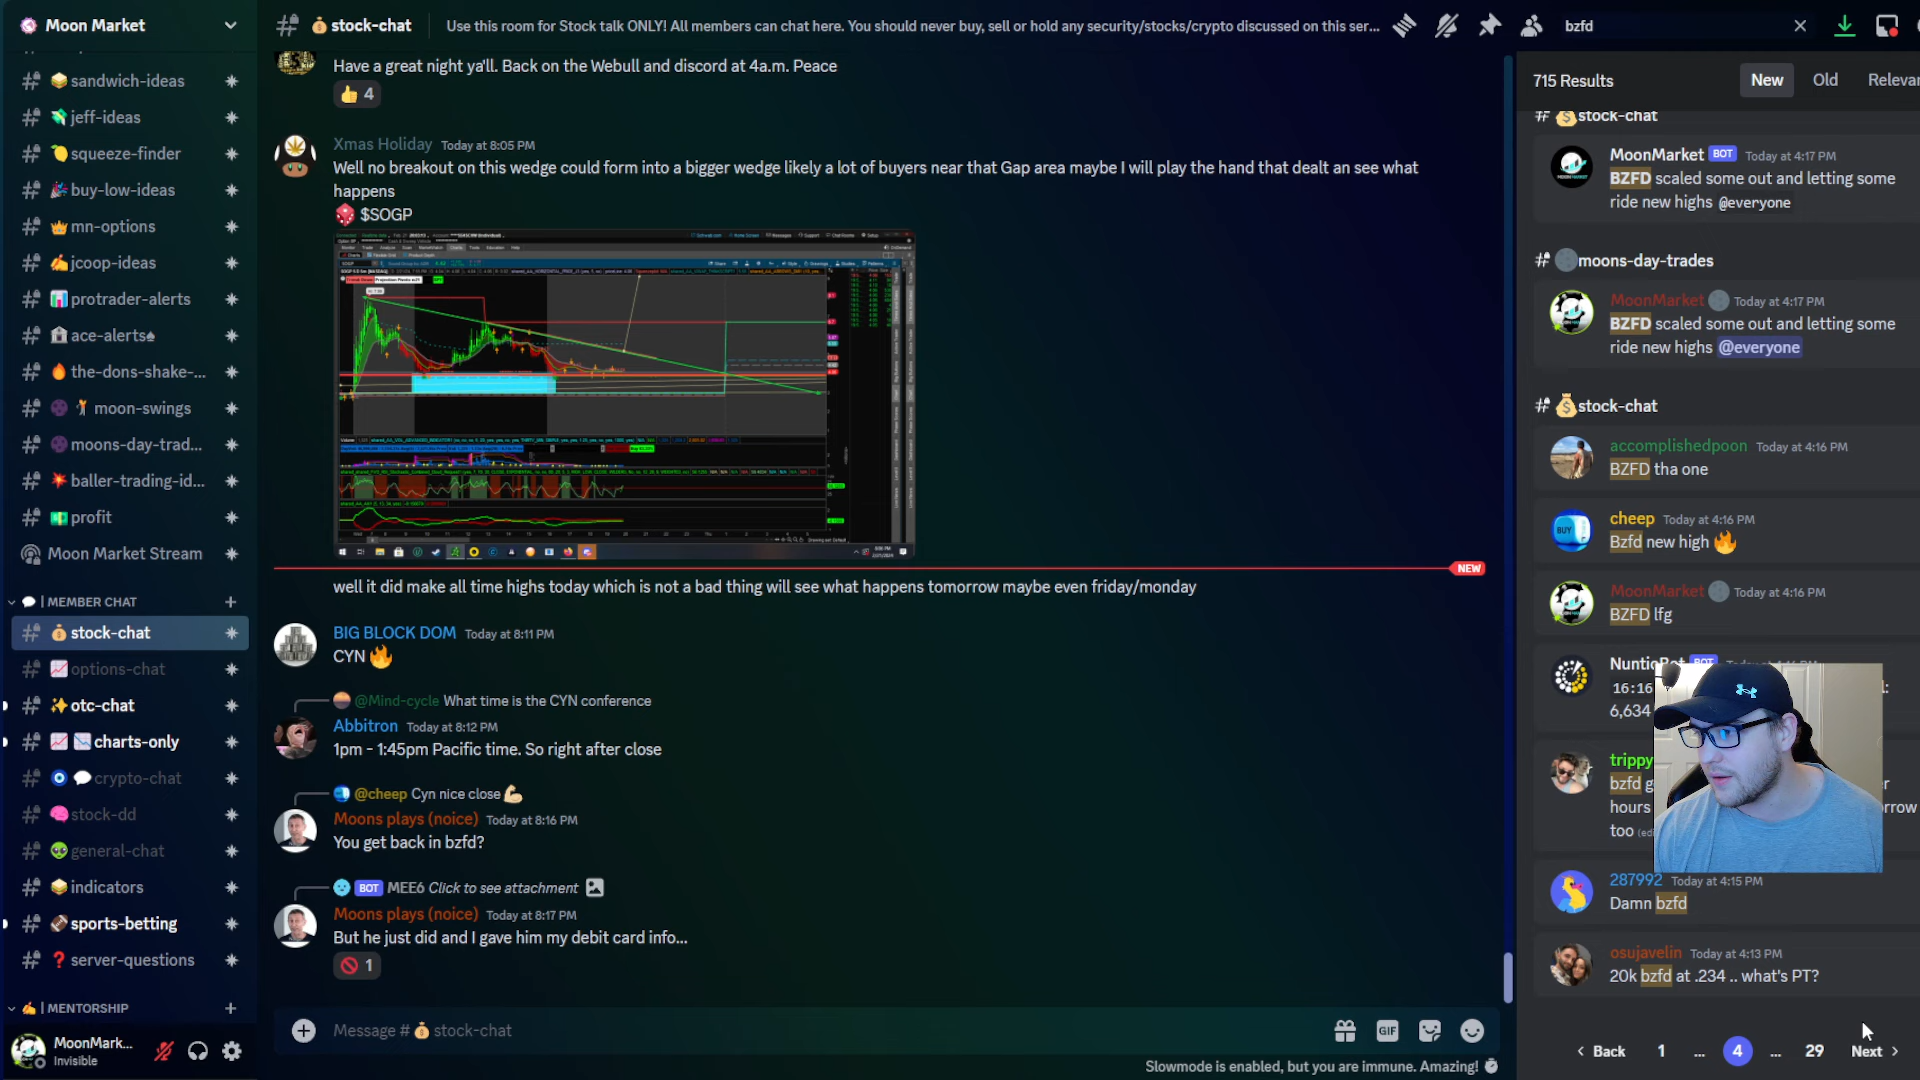 Moon Market
sandwich-ideas
jeff-ideas
squeeze-finder
buy-low-ideas
mn-options
jcoop-ideas
protrader-alerts
ace-alerts♠
the-dons-shake-...
moon-swings
moons-day-trad...
baller-trading-id...
profit
Moon Market Stream
| MEMBER CHAT
stock-chat
options-chat
otc-chat
charts-only
crypto-chat
stock-dd
general-chat
indicators
sports-betting
server-questions
| MENTORSHIP
MoonMark...
Invisible
stock-chat
Use this room for Stock talk ONLY! All members can chat here. You should never buy, sell or hold any security/stocks/crypto discussed on this ser...
Have a great night ya'll. Back on the Webull and discord at 4a.m. Peace
👍 4
Xmas Holiday Today at 8:05 PM
Well no breakout on this wedge could form into a bigger wedge likely a lot of buyers near that Gap area maybe I will play the hand that dealt an see what
happens
$SOGP
NEW
well it did make all time highs today which is not a bad thing will see what happens tomorrow maybe even friday/monday
BIG BLOCK DOM Today at 8:11 PM
CYN 🔥
@Mind-cycle What time is the CYN conference
Abbitron Today at 8:12 PM
1pm - 1:45pm Pacific time. So right after close
@cheep Cyn nice close 💪
Moons plays (noice) Today at 8:16 PM
You get back in bzfd?
BOT MEE6 Click to see attachment
Moons plays (noice) Today at 8:17 PM
But he just did and I gave him my debit card info...
🚫 1
Message # 💰 stock-chat
GIF
Slowmode is enabled, but you are immune. Amazing!
bzfd
715 Results
New
Old
Relevan
stock-chat
MoonMarket BOT Today at 4:17 PM
BZFD scaled some out and letting some
ride new highs @everyone
moons-day-trades
MoonMarket Today at 4:17 PM
BZFD scaled some out and letting some
ride new highs @everyone
stock-chat
accomplishedpoon Today at 4:16 PM
BZFD tha one
BUY
cheep Today at 4:16 PM
Bzfd new high 🔥
MoonMarket Today at 4:16 PM
BZFD lfg
16:16
6,634
trippy
bzfd g
hours
too
287992 Today at 4:15 PM
Damn bzfd
osujavelin Today at 4:13 PM
20k bzfd at .234 .. what's PT?
Back 1 ... 4 ... 29 Next